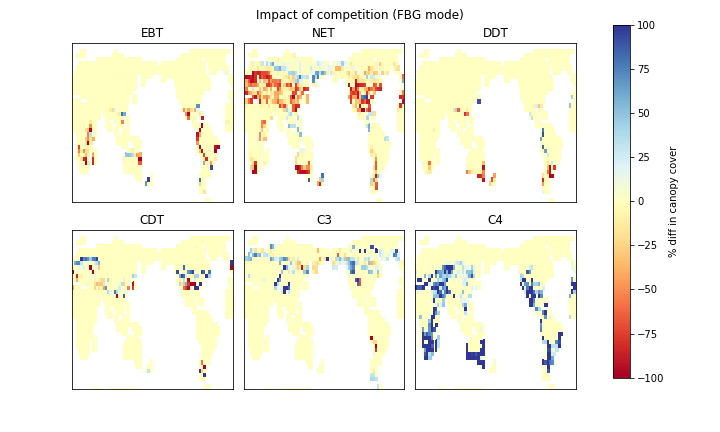 Impact of competition (FBG mode)
EBT NET DDT
CDT C3 C4
100
75
50
25
0
−25
−50
−75
−100
% diff in canopy cover